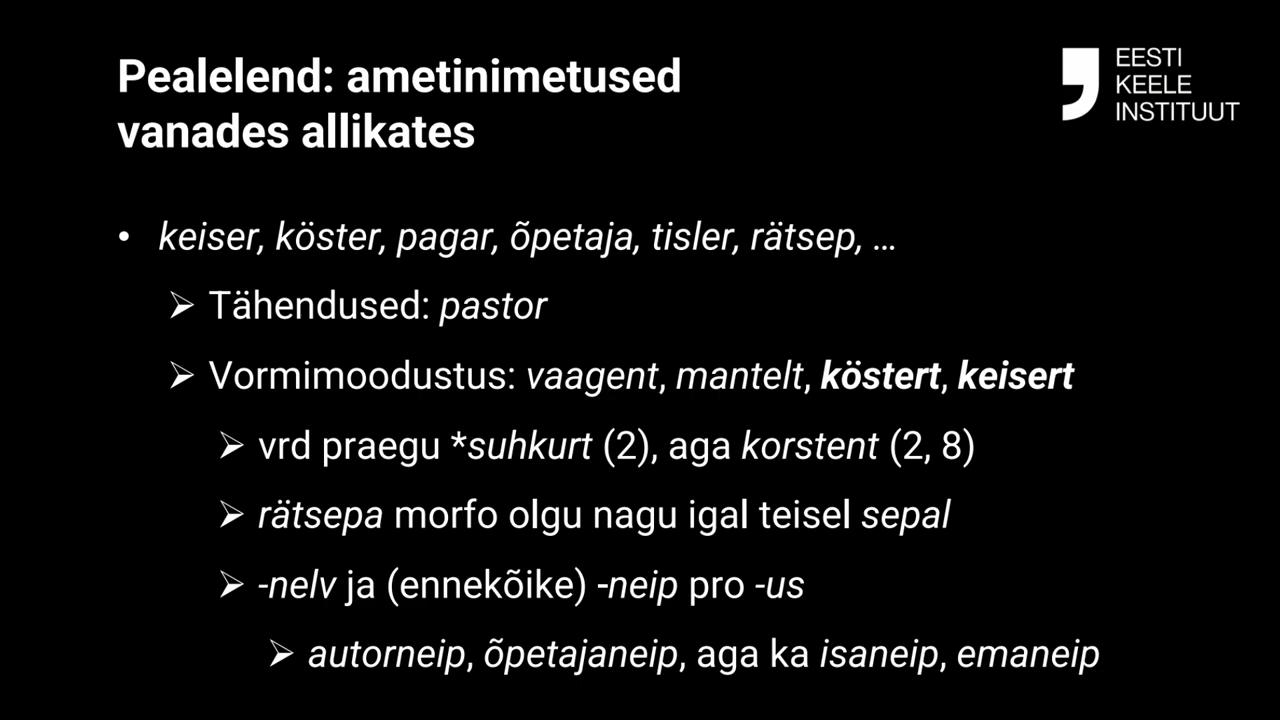 Pealelend: ametinimetused
vanades allikates
EESTI
KEELE
INSTITUUT
• keiser, köster, pagar, õpetaja, tisler, rätsep, …
➢ Tähendused: pastor
➢ Vormimoodustus: vaagent, mantelt, köstert, keisert
➢ vrd praegu *suhkurt (2), aga korstent (2, 8)
➢ rätsepa morfo olgu nagu igal teisel sepal
➢ -nelv ja (ennekõike) -neip pro -us
➢ autorneip, õpetajaneip, aga ka isaneip, emaneip